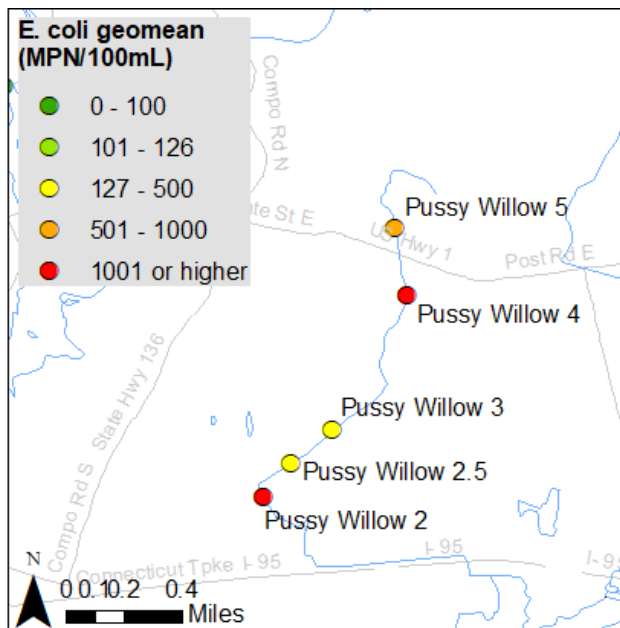 E. coli geomean
(MPN/100mL)
0 - 100
101 - 126
127 - 500
501 - 1000
1001 or higher
Compo Rd N
Pussy Willow 5
te St E
US Hwy 1
Post Rd E
Pussy Willow 4
State Hwy 136
Pussy Willow 3
Pussy Willow 2.5
Compo Rd S
Pussy Willow 2
Connecticut Tpke I- 95
I- 95
I- 95
N
0 0.1 0.2 0.4
Miles